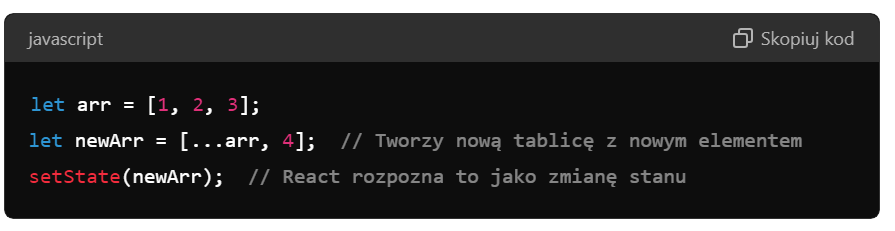 javascript
Skopiuj kod
let arr = [1, 2, 3];
let newArr = [...arr, 4];  // Tworzy nową tablicę z nowym elementem
setState(newArr);  // React rozpozna to jako zmianę stanu